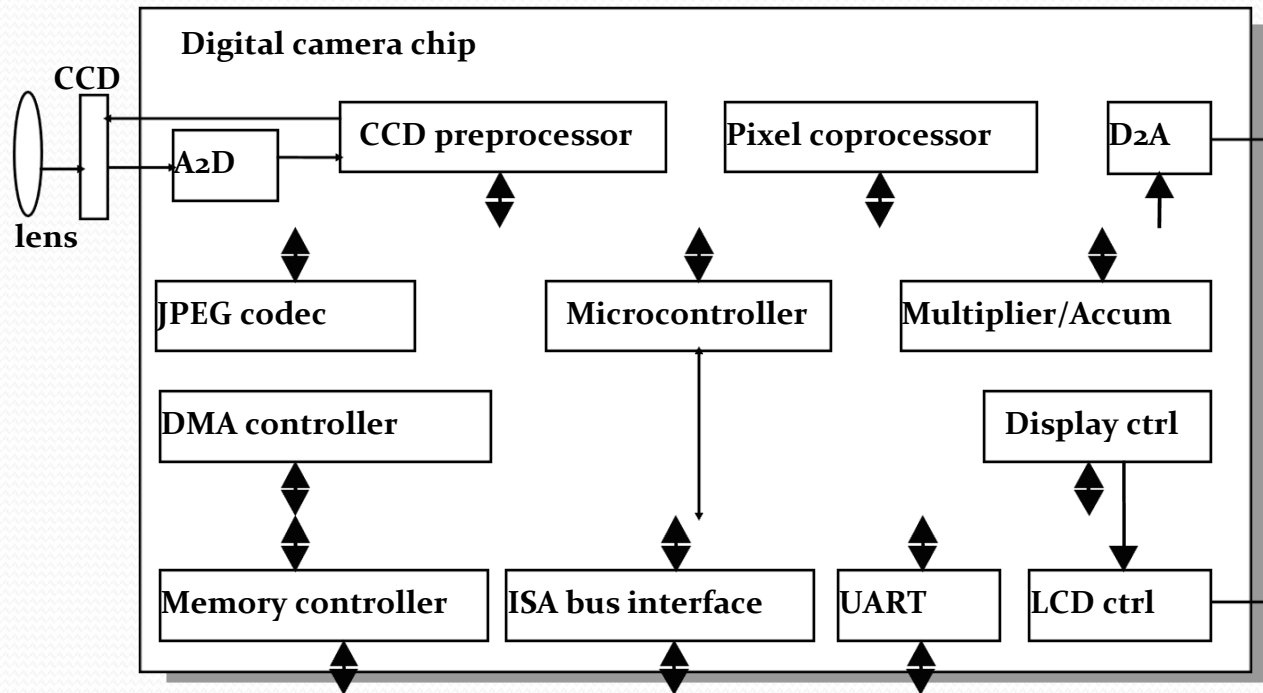 Digital camera chip
CCD
CCD preprocessor
Pixel coprocessor
D2A
A2D
lens
JPEG codec
Microcontroller
Multiplier/Accum
DMA controller
Display ctrl
Memory controller
ISA bus interface
UART
LCD ctrl